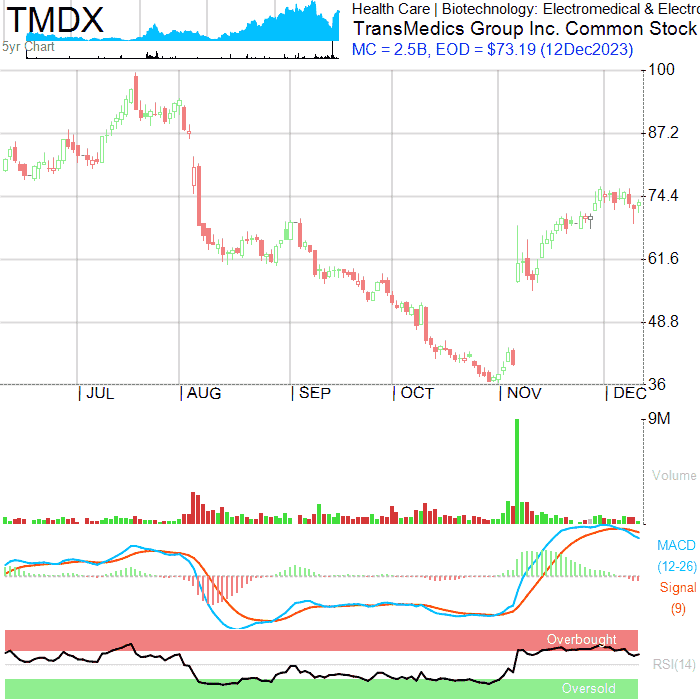 TMDX
5yr Chart
Health Care | Biotechnology: Electromedical & Electro
TransMedics Group Inc. Common Stock
MC = 2.5B, EOD = $73.19 (12Dec2023)
100
87.2
74.4
61.6
48.8
36
JUL AUG SEP OCT NOV DEC
9M
Volume
MACD
(12-26)
Signal
(9)
Overbought
RSI(14)
Oversold